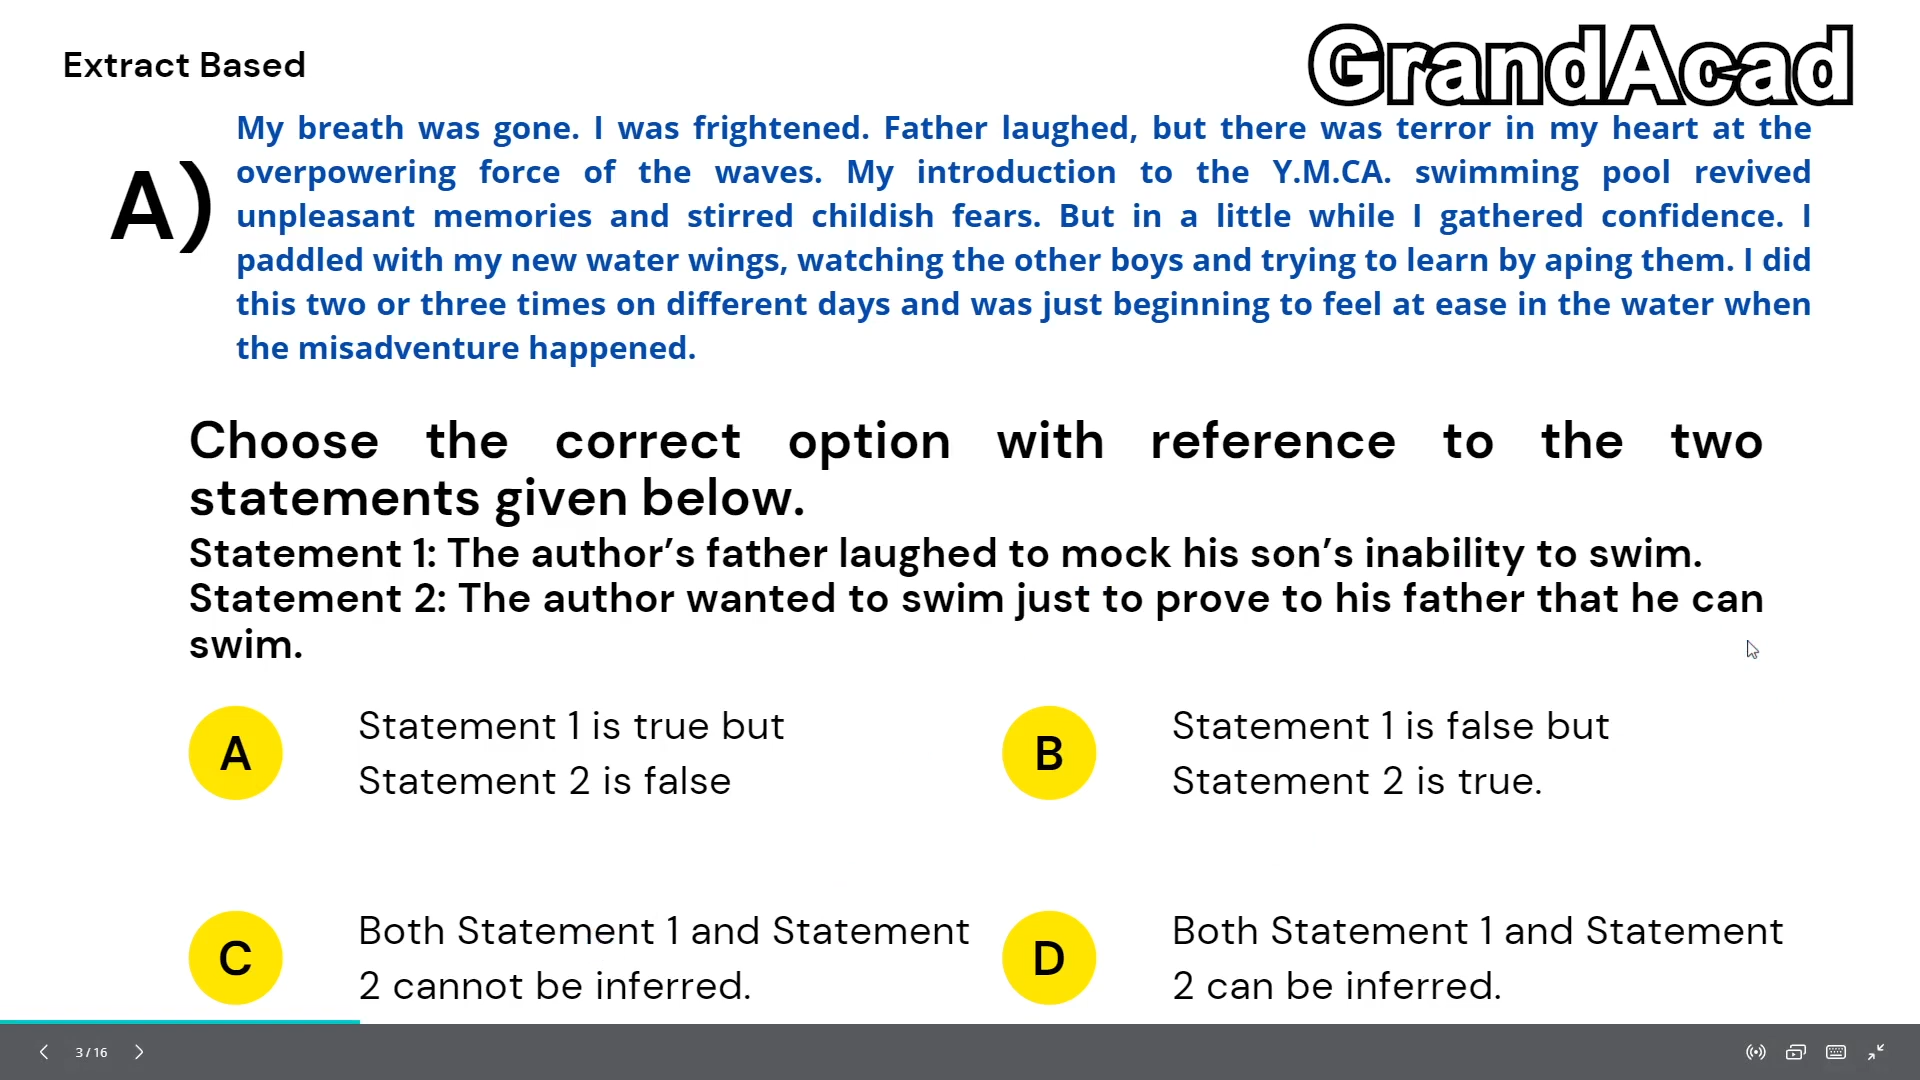 Extract Based
GrandAcad
A)
My breath was gone. I was frightened. Father laughed, but there was terror in my heart at the
overpowering force of the waves. My introduction to the Y.M.CA. swimming pool revived
unpleasant memories and stirred childish fears. But in a little while I gathered confidence. I
paddled with my new water wings, watching the other boys and trying to learn by aping them. I did
this two or three times on different days and was just beginning to feel at ease in the water when
the misadventure happened.
Choose the correct option with reference to the two
statements given below.
Statement 1: The author’s father laughed to mock his son’s inability to swim.
Statement 2: The author wanted to swim just to prove to his father that he can
swim.
A
Statement 1 is true but
Statement 2 is false
B
Statement 1 is false but
Statement 2 is true.
C
Both Statement 1 and Statement
2 cannot be inferred.
D
Both Statement 1 and Statement
2 can be inferred.
3 / 16